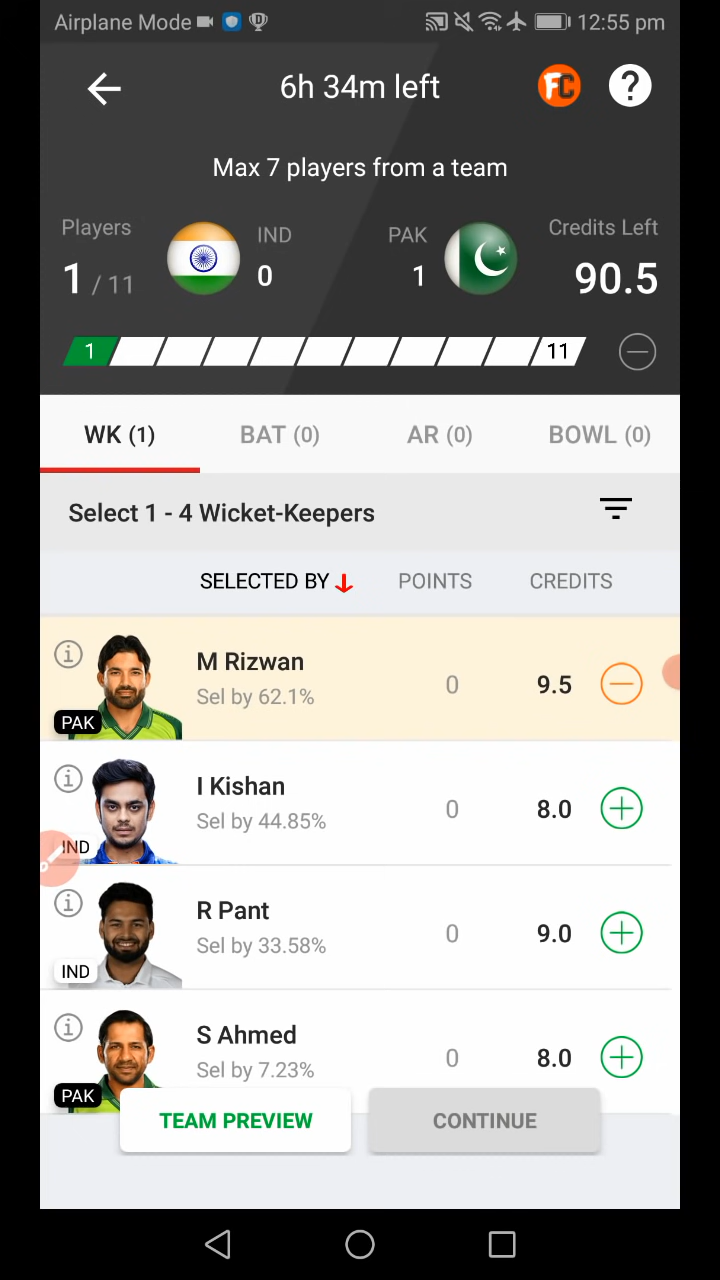 Airplane Mode 12:55 pm
6h 34m left FC ?
Max 7 players from a team
Players IND PAK Credits Left
1 / 11 0 1 90.5
1 11
WK (1) BAT (0) AR (0) BOWL (0)
Select 1 - 4 Wicket-Keepers
SELECTED BY POINTS CREDITS
M Rizwan
Sel by 62.1% 0 9.5
PAK
I Kishan
Sel by 44.85% 0 8.0
IND
R Pant
Sel by 33.58% 0 9.0
IND
S Ahmed
Sel by 7.23% 0 8.0
PAK
TEAM PREVIEW CONTINUE